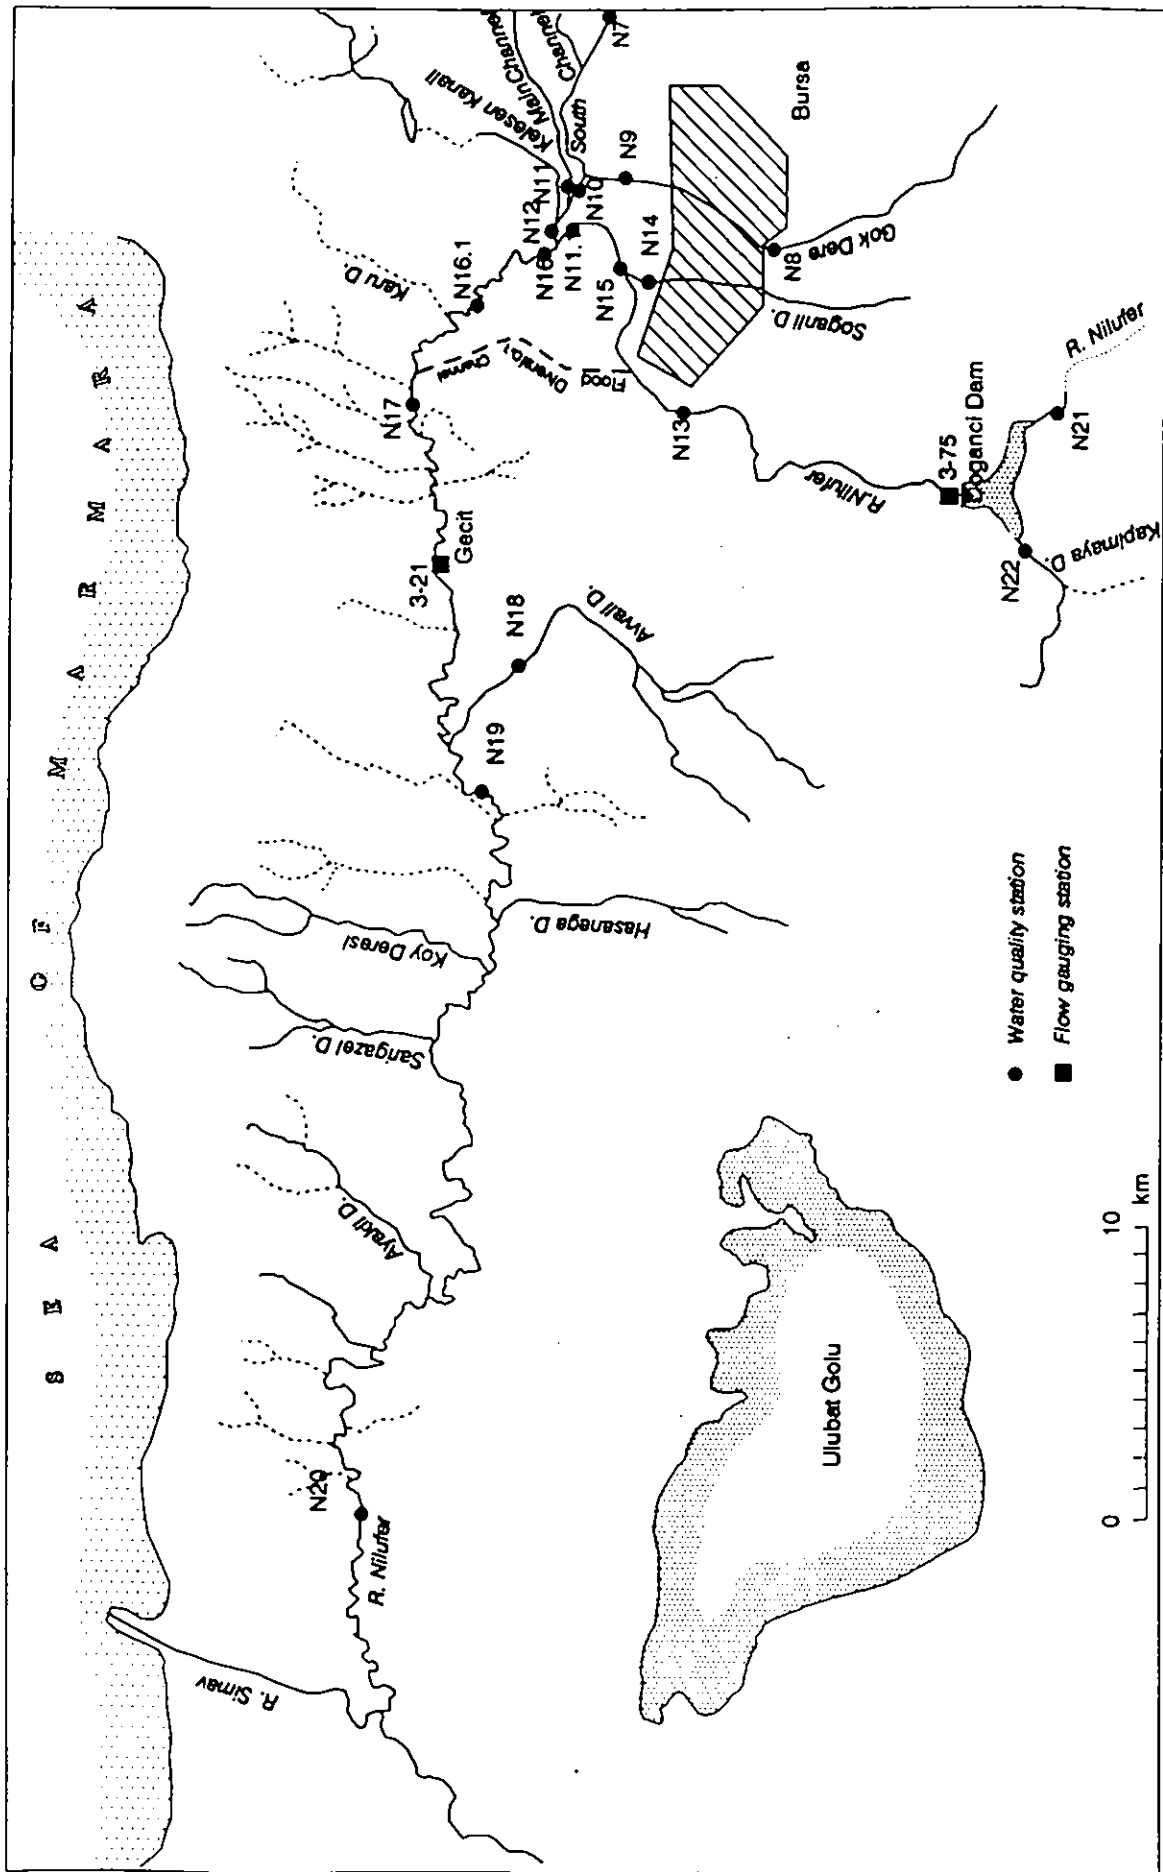 SEA OF MARMARA
R. Simav
R. Nilufer
N20
Ayakli D.
Sarigazel D.
Koy Deresi
Hasanaga D.
N19
N18
Avvali D.
3-21
Gecit
N17
Karu D.
N16.1
N16
N12
N11
N11.1
N10
Kelesen Kanali
Main Channel
South Channel
N7
N9
N14
N15
N13
Flood Diversion Channel
Bursa
N8
Gok Dere
Soganli D.
R.Nilufer
3-75
Doganci Dam
R. Nilufer
N21
N22
Kapimaya D.
Ulubat Golu
● Water quality station
■ Flow gauging station
0 10
km